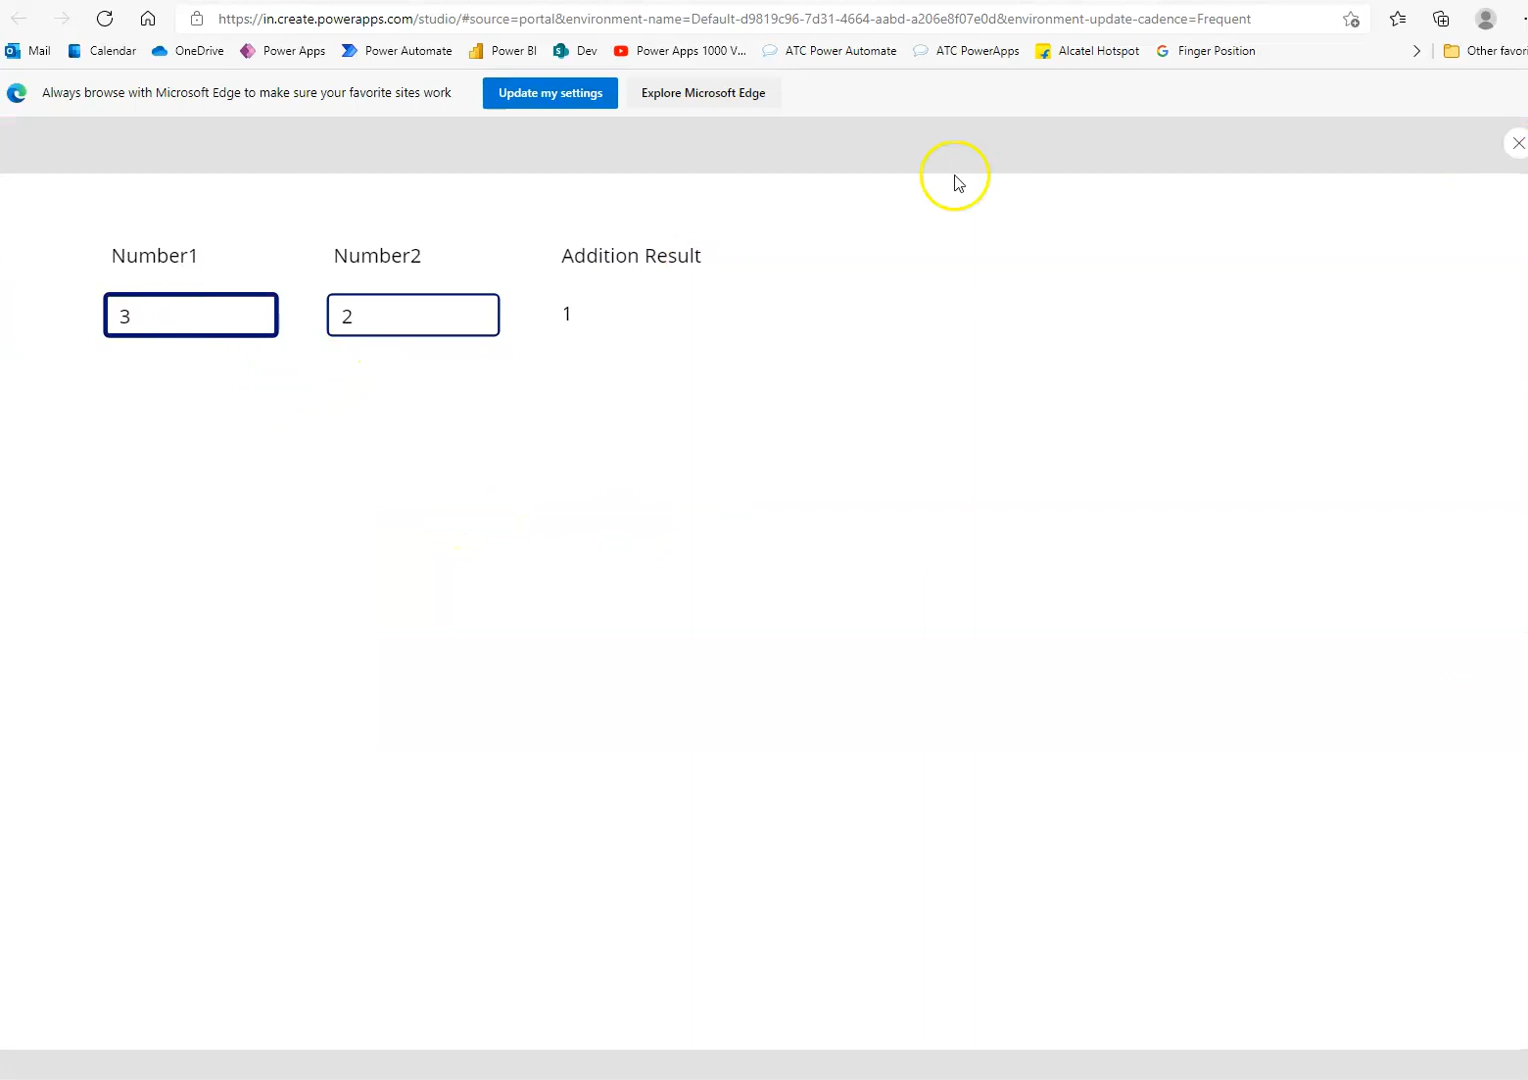 https://in.create.powerapps.com/studio/#source=portal&environment-name=Default-d9819c96-7d31-4664-aabd-a206e8f07e0d&environment-update-cadence=Frequent
Mail Calendar OneDrive Power Apps Power Automate Power BI Dev Power Apps 1000 V... ATC Power Automate ATC PowerApps Alcatel Hotspot Finger Position Other favori
Always browse with Microsoft Edge to make sure your favorite sites work Update my settings Explore Microsoft Edge
Number1 Number2 Addition Result
3 2 1